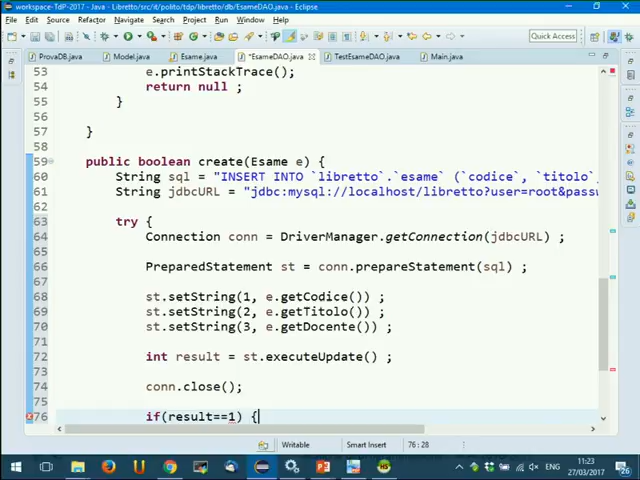 workspace-TdP-2017 - Java - Libretto/src/it/polito/tdp/libretto/db/EsameDAO.java - Eclipse
File Edit Source Refactor Navigate Search Project Run Window Help
Quick Access
ProvaDB.java Model.java Esame.java *EsameDAO.java TestEsameDAO.java Main.java
53 e.printStackTrace();
54 return null ;
55 }
56
57 }
58
59 public boolean create(Esame e) {
60 String sql = "INSERT INTO `libretto`.`esame` (`codice`, `titolo`,
61 String jdbcURL = "jdbc:mysql://localhost/libretto?user=root&passw
62
63 try {
64 Connection conn = DriverManager.getConnection(jdbcURL) ;
65
66 PreparedStatement st = conn.prepareStatement(sql) ;
67
68 st.setString(1, e.getCodice()) ;
69 st.setString(2, e.getTitolo()) ;
70 st.setString(3, e.getDocente()) ;
71
72 int result = st.executeUpdate() ;
73
74 conn.close();
75
76 if(result==1) {
Writable Smart Insert 76 : 28
11:23
27/03/2017
26